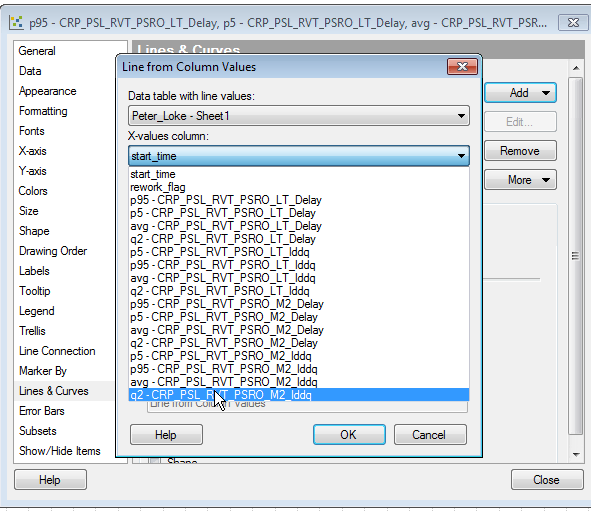 p95 - CRP_PSL_RVT_PSRO_LT_Delay, p5 - CRP_PSL_RVT_PSRO_LT_Delay, avg - CRP_PSL_RVT_PSR...
General
Data
Appearance
Formatting
Fonts
X-axis
Y-axis
Colors
Size
Shape
Drawing Order
Labels
Tooltip
Legend
Trellis
Line Connection
Marker By
Lines & Curves
Error Bars
Subsets
Show/Hide Items
Lines & Curves
Line from Column Values
Data table with line values:
Peter_Loke - Sheet1
X-values column:
start_time
start_time
rework_flag
p95 - CRP_PSL_RVT_PSRO_LT_Delay
p5 - CRP_PSL_RVT_PSRO_LT_Delay
avg - CRP_PSL_RVT_PSRO_LT_Delay
q2 - CRP_PSL_RVT_PSRO_LT_Delay
p5 - CRP_PSL_RVT_PSRO_LT_Iddq
p95 - CRP_PSL_RVT_PSRO_LT_Iddq
avg - CRP_PSL_RVT_PSRO_LT_Iddq
q2 - CRP_PSL_RVT_PSRO_LT_Iddq
p95 - CRP_PSL_RVT_PSRO_M2_Delay
p5 - CRP_PSL_RVT_PSRO_M2_Delay
avg - CRP_PSL_RVT_PSRO_M2_Delay
q2 - CRP_PSL_RVT_PSRO_M2_Delay
p5 - CRP_PSL_RVT_PSRO_M2_Iddq
p95 - CRP_PSL_RVT_PSRO_M2_Iddq
avg - CRP_PSL_RVT_PSRO_M2_Iddq
q2 - CRP_PSL_RVT_PSRO_M2_Iddq
Line from Column Values
Help
OK
Cancel
Add
Edit...
Remove
More
Shape
Help
Close